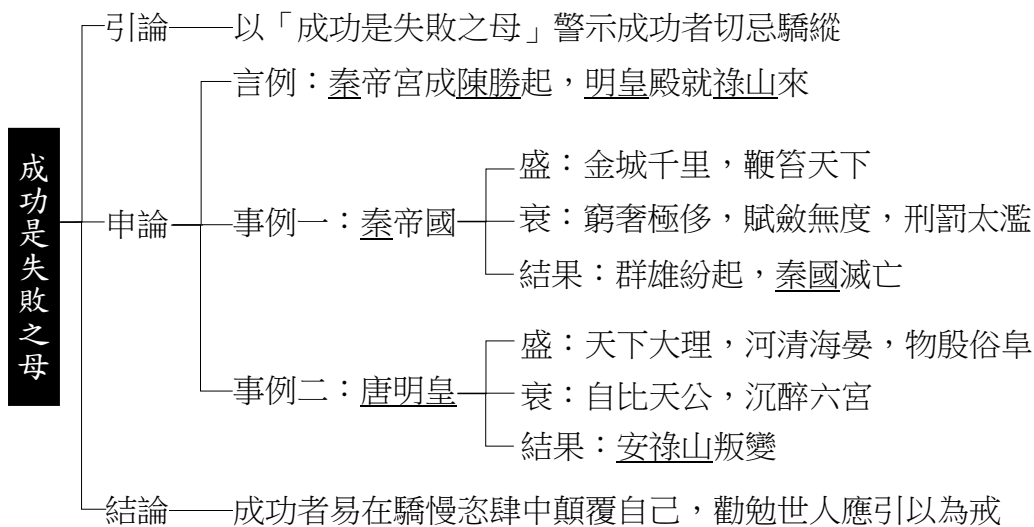 成功是失敗之母
引論──以「成功是失敗之母」警示成功者切忌驕縱
申論
言例：秦帝宮成陳勝起，明皇殿就祿山來
事例一：秦帝國
盛：金城千里，鞭笞天下
衰：窮奢極侈，賦斂無度，刑罰太濫
結果：群雄紛起，秦國滅亡
事例二：唐明皇
盛：天下大理，河清海晏，物殷俗阜
衰：自比天公，沉醉六宮
結果：安祿山叛變
結論──成功者易在驕慢恣肆中顛覆自己，勸勉世人應引以為戒